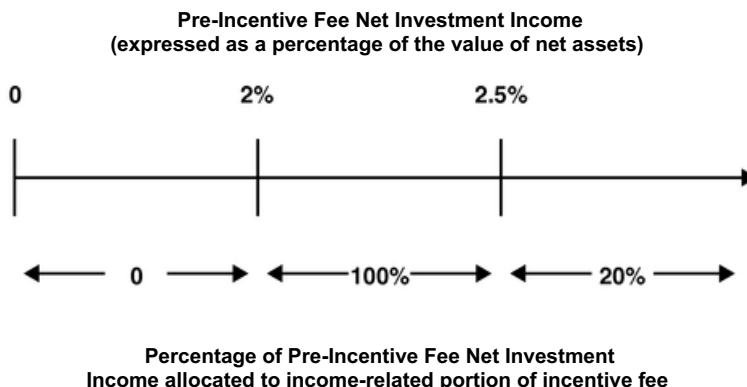 Pre-Incentive Fee Net Investment Income
(expressed as a percentage of the value of net assets)
0 2% 2.5%
0 100% 20%
Percentage of Pre-Incentive Fee Net Investment
Income allocated to income-related portion of incentive fee